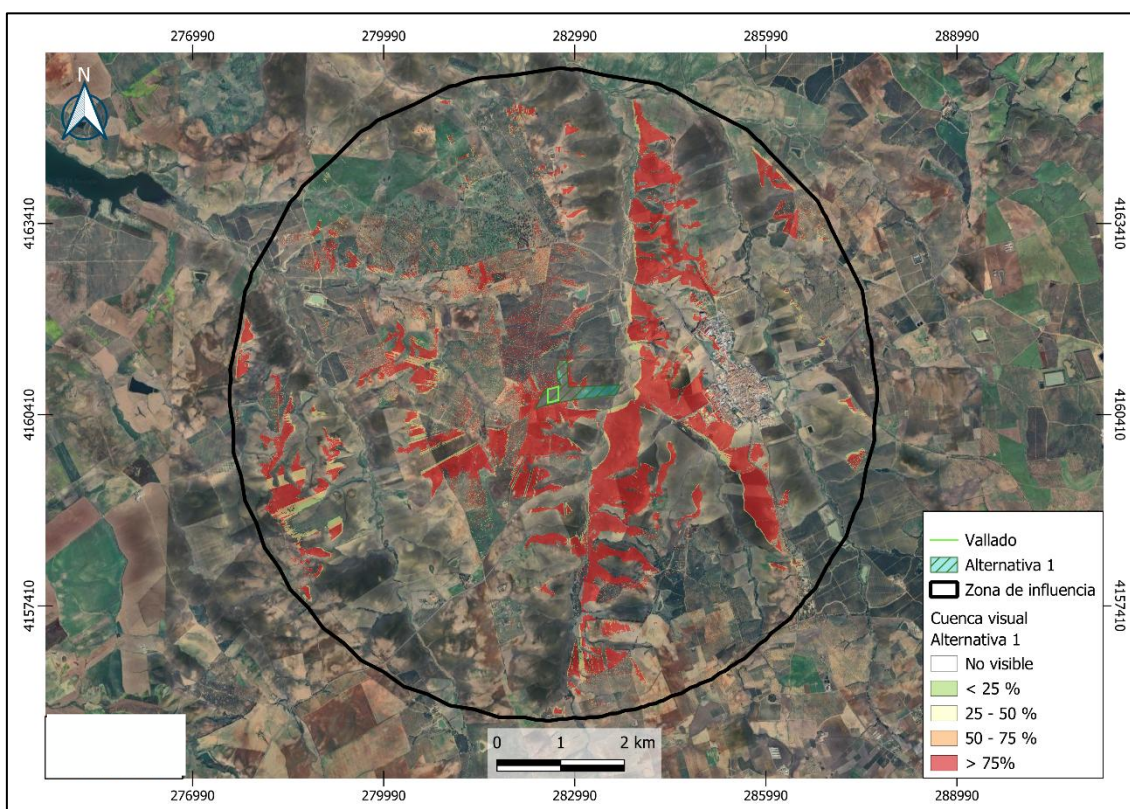 276990 279990 282990 285990 288990
N
4163410 4163410
4160410 4160410
4157410 4157410
Vallado
Alternativa 1
Zona de influencia
Cuenca visual
Alternativa 1
No visible
< 25 %
25 - 50 %
50 - 75 %
> 75%
0 1 2 km
276990 279990 282990 285990 288990